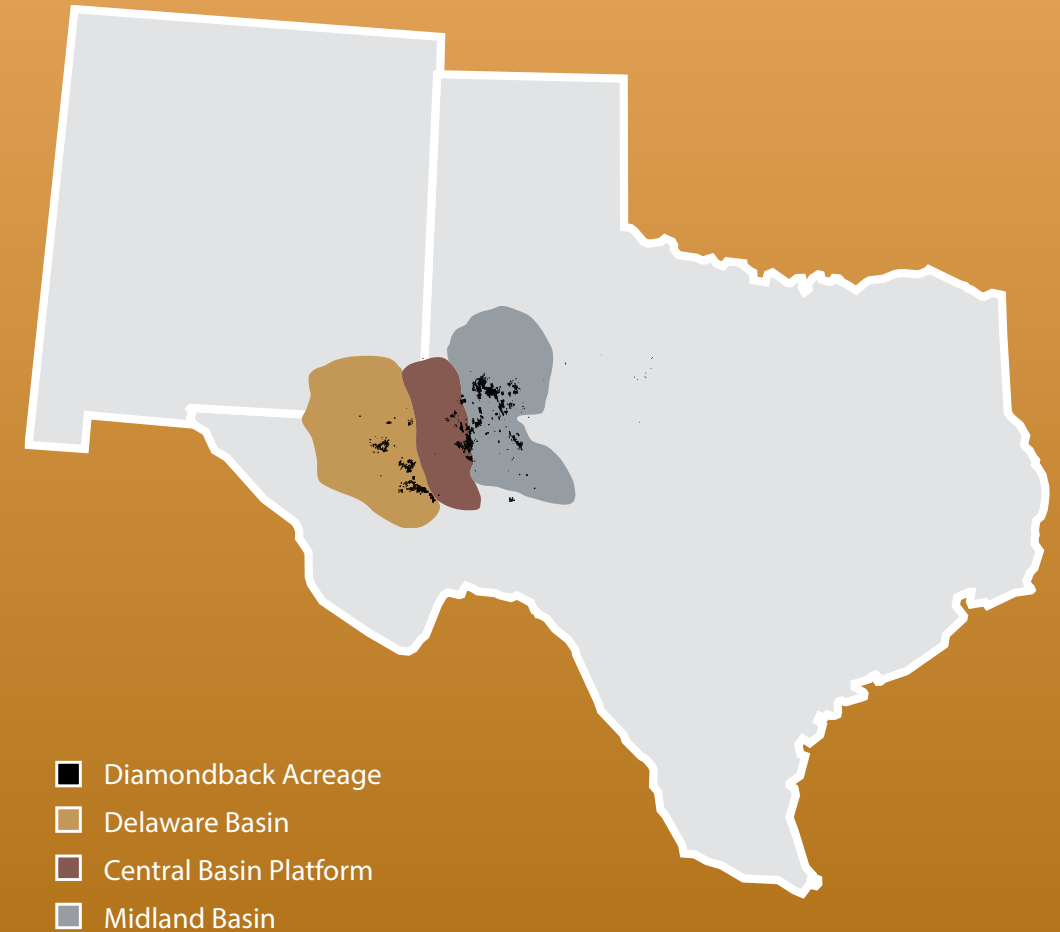 Diamondback Acreage
Delaware Basin
Central Basin Platform
Midland Basin